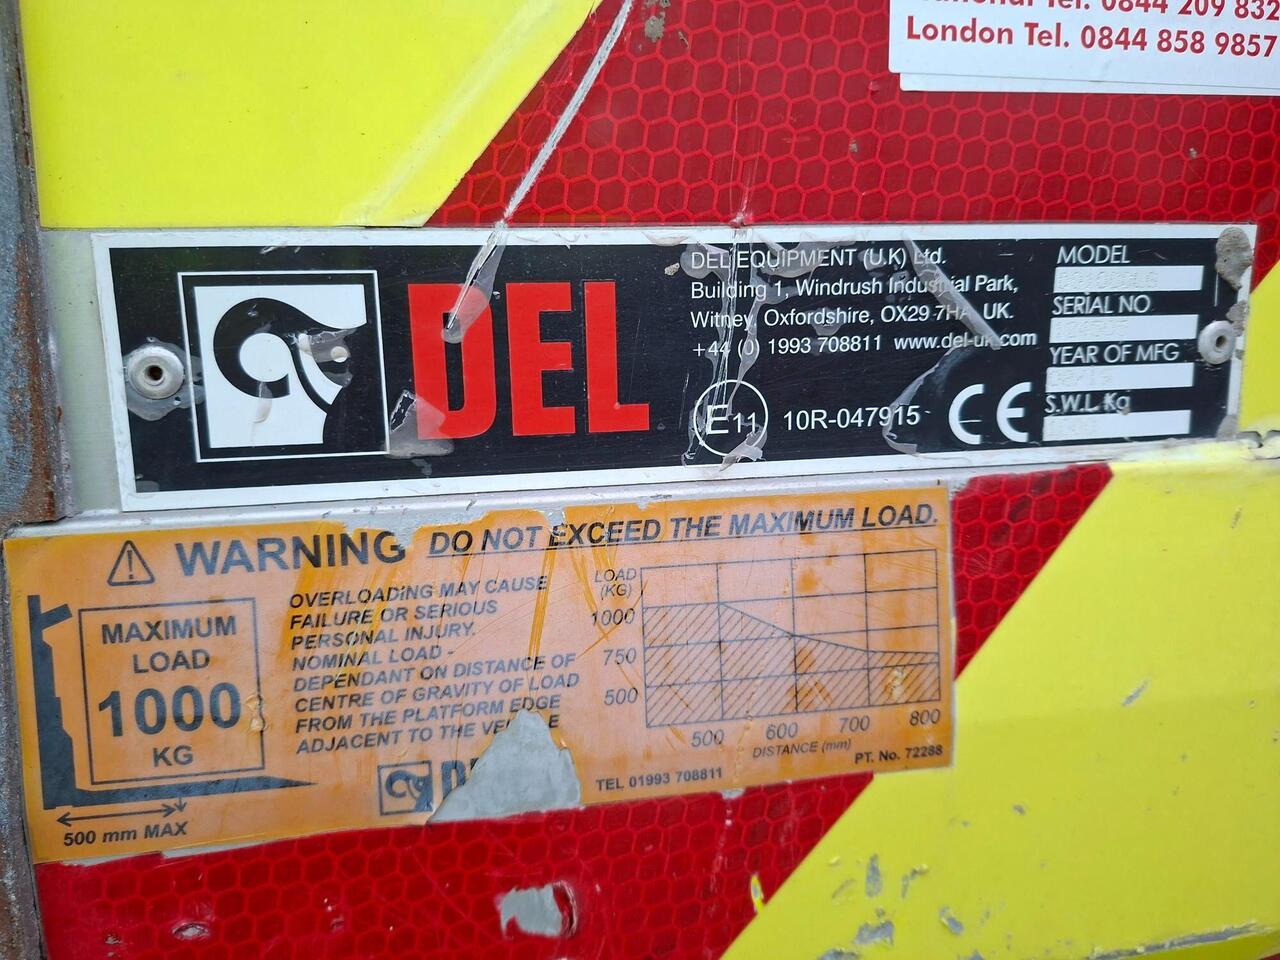 Tel. 0844 209 832
London Tel. 0844 858 9857
DEL
DEL EQUIPMENT (U.K) Ltd.
Building 1, Windrush Industrial Park,
Witney, Oxfordshire, OX29 7HA UK.
+44 (0) 1993 708811 www.del-uk.com
E11 10R-047915
CE
MODEL
SERIAL NO
YEAR OF MFG
S.W.L Kg
WARNING DO NOT EXCEED THE MAXIMUM LOAD.
MAXIMUM
LOAD
1000
KG
500 mm MAX
OVERLOADING MAY CAUSE
FAILURE OR SERIOUS
PERSONAL INJURY.
NOMINAL LOAD -
DEPENDANT ON DISTANCE OF
CENTRE OF GRAVITY OF LOAD
FROM THE PLATFORM EDGE
ADJACENT TO THE VEHICLE
LOAD
(KG)
1000
750
500
500 600 700 800
DISTANCE (mm)
TEL 01993 708811
PT. No. 72288